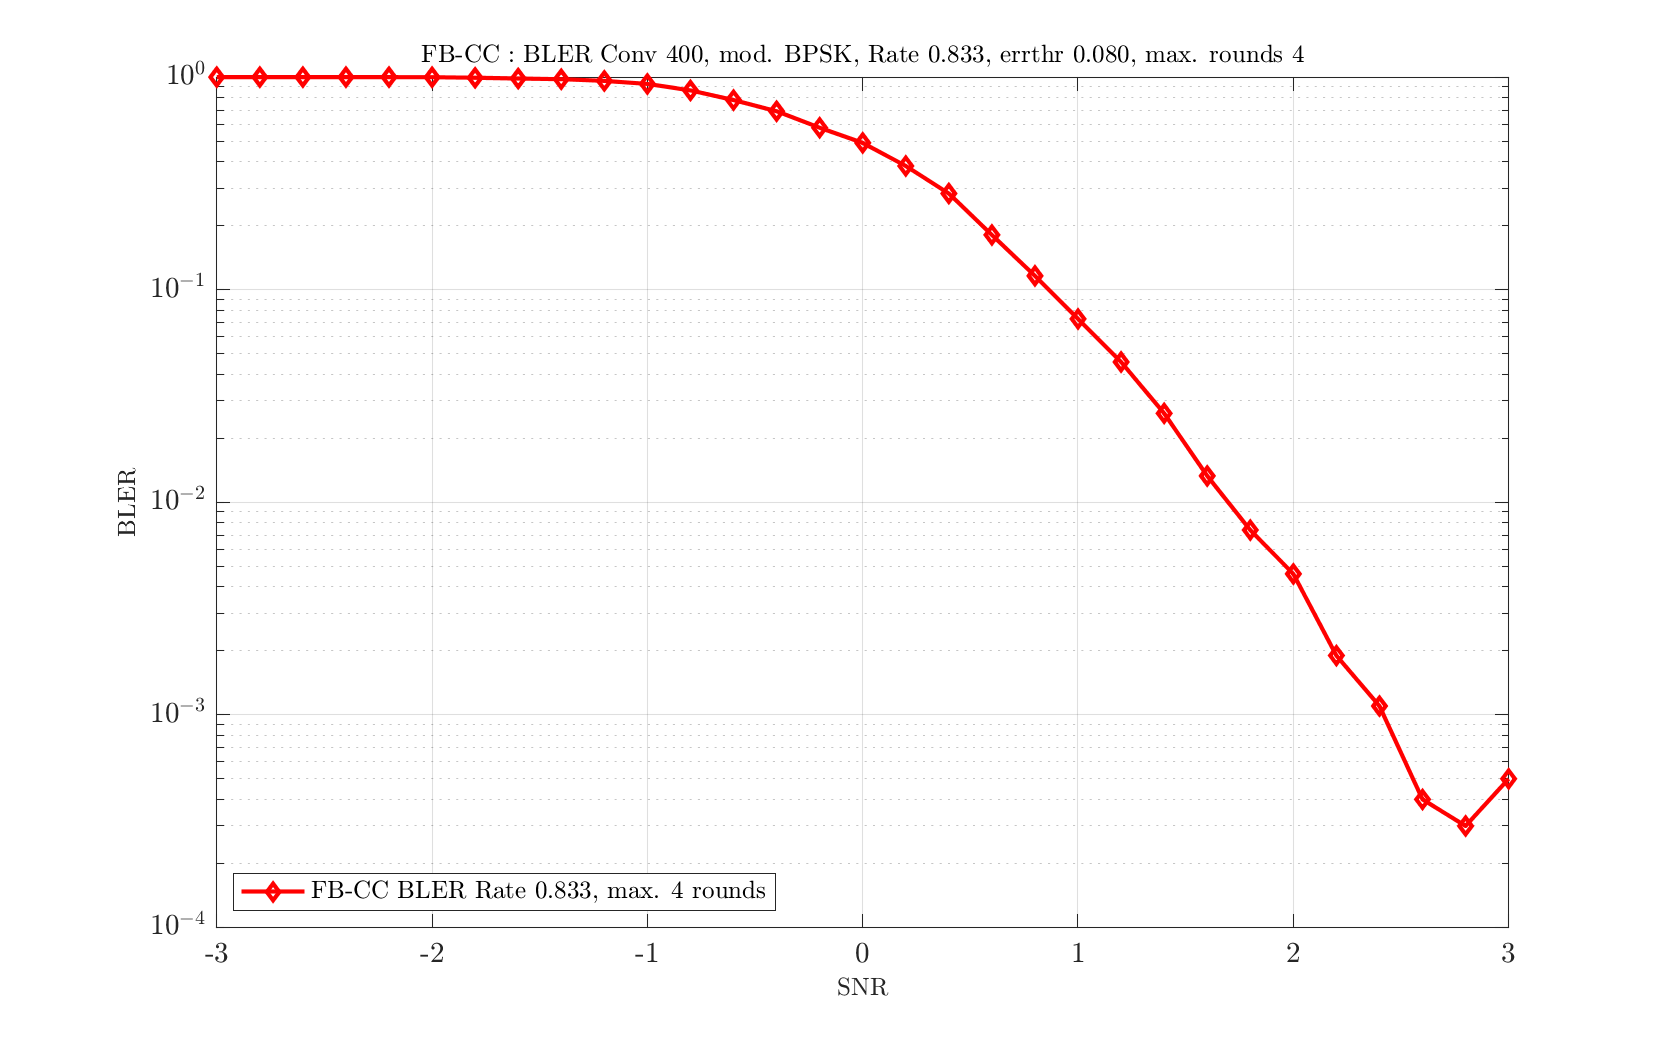 FB-CC : BLER Conv 400, mod. BPSK, Rate 0.833, errthr 0.080, max. rounds 4
10^0
10^-1
10^-2
10^-3
10^-4
BLER
FB-CC BLER Rate 0.833, max. 4 rounds
-3 -2 -1 0 1 2 3
SNR